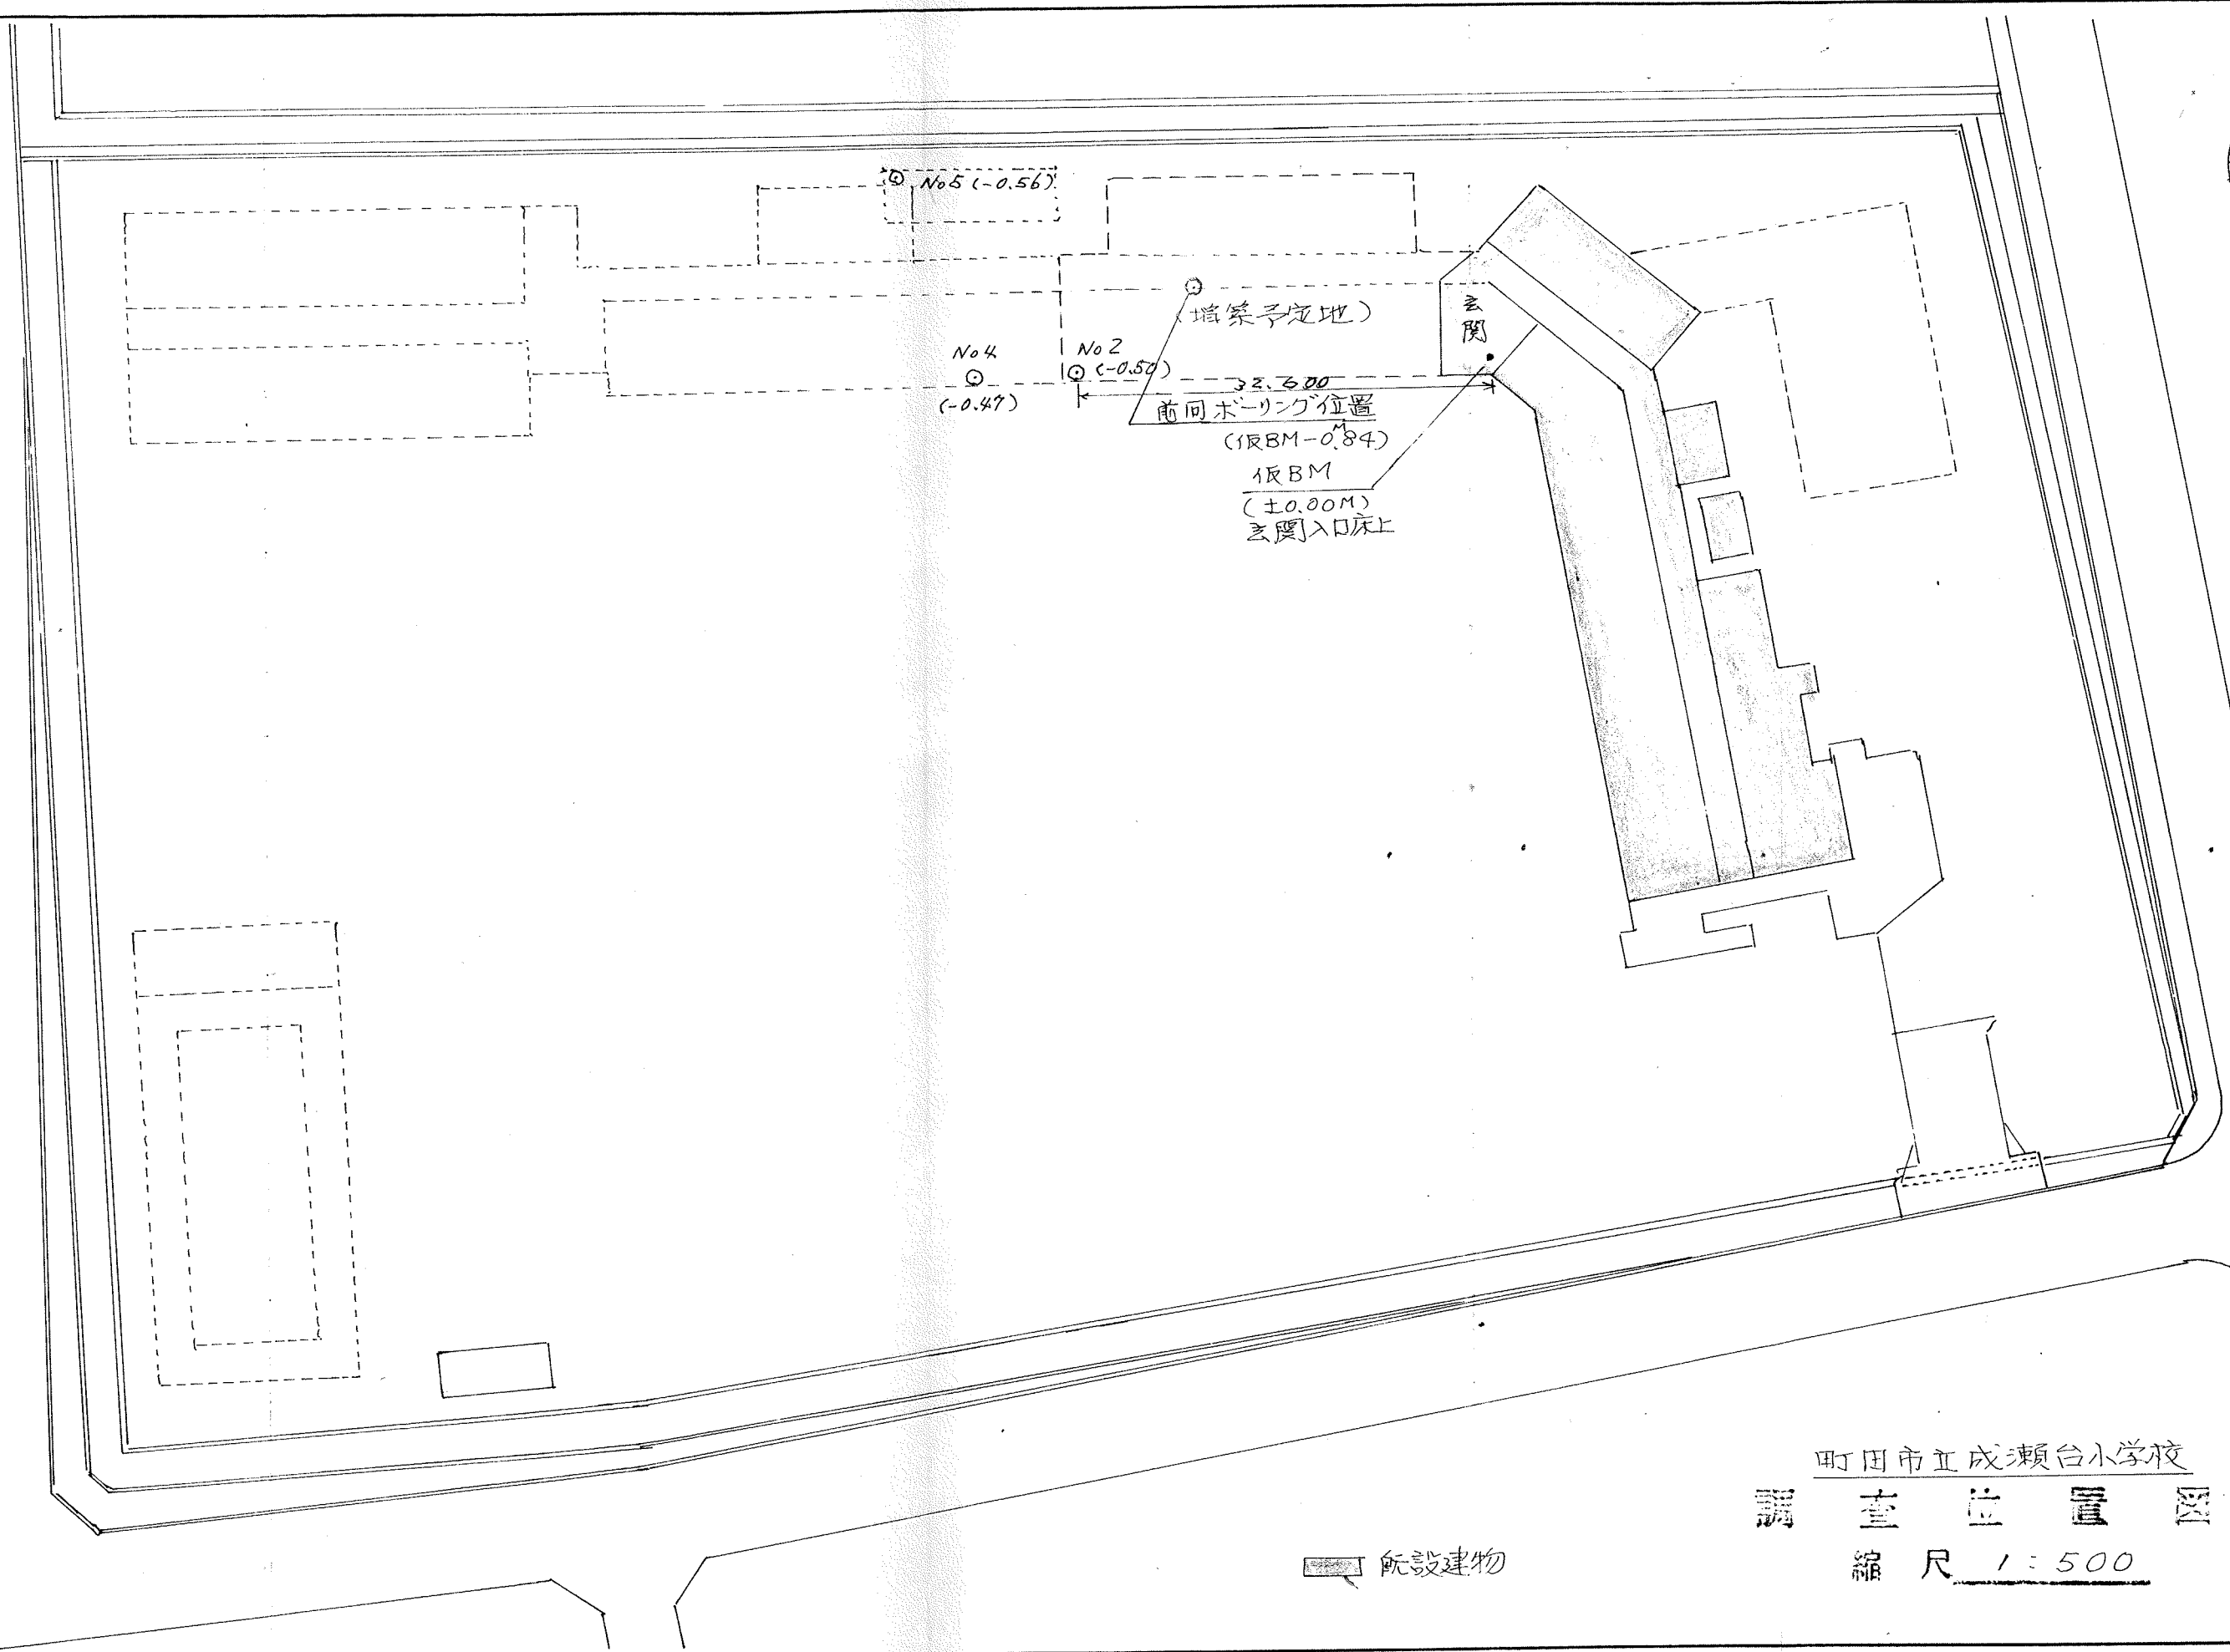 No5 (-0.56)
(増築予定地)
玄関
No4
(-0.47)
No2
(-0.50)
前回ボーリング位置
(仮BM-0.84)
M
仮BM
(±0.00M)
玄関入口床上
町田市立成瀬台小学校
調査位置図
縮尺 1:500
既設建物